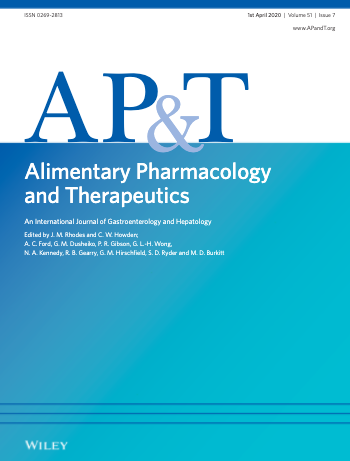 ISSN 0269-2813
1st April 2020 | Volume 51 | Issue 7
www.APandT.org
AP&T
Alimentary Pharmacology
and Therapeutics
An International Journal of Gastroenterology and Hepatology
Edited by J. M. Rhodes and C. W. Howden;
A. C. Ford, G. M. Dusheiko, P. R. Gibson, G. L.-H. Wong,
N. A. Kennedy, R. B. Gearry, G. M. Hirschfield, S. D. Ryder and M. D. Burkitt
WILEY